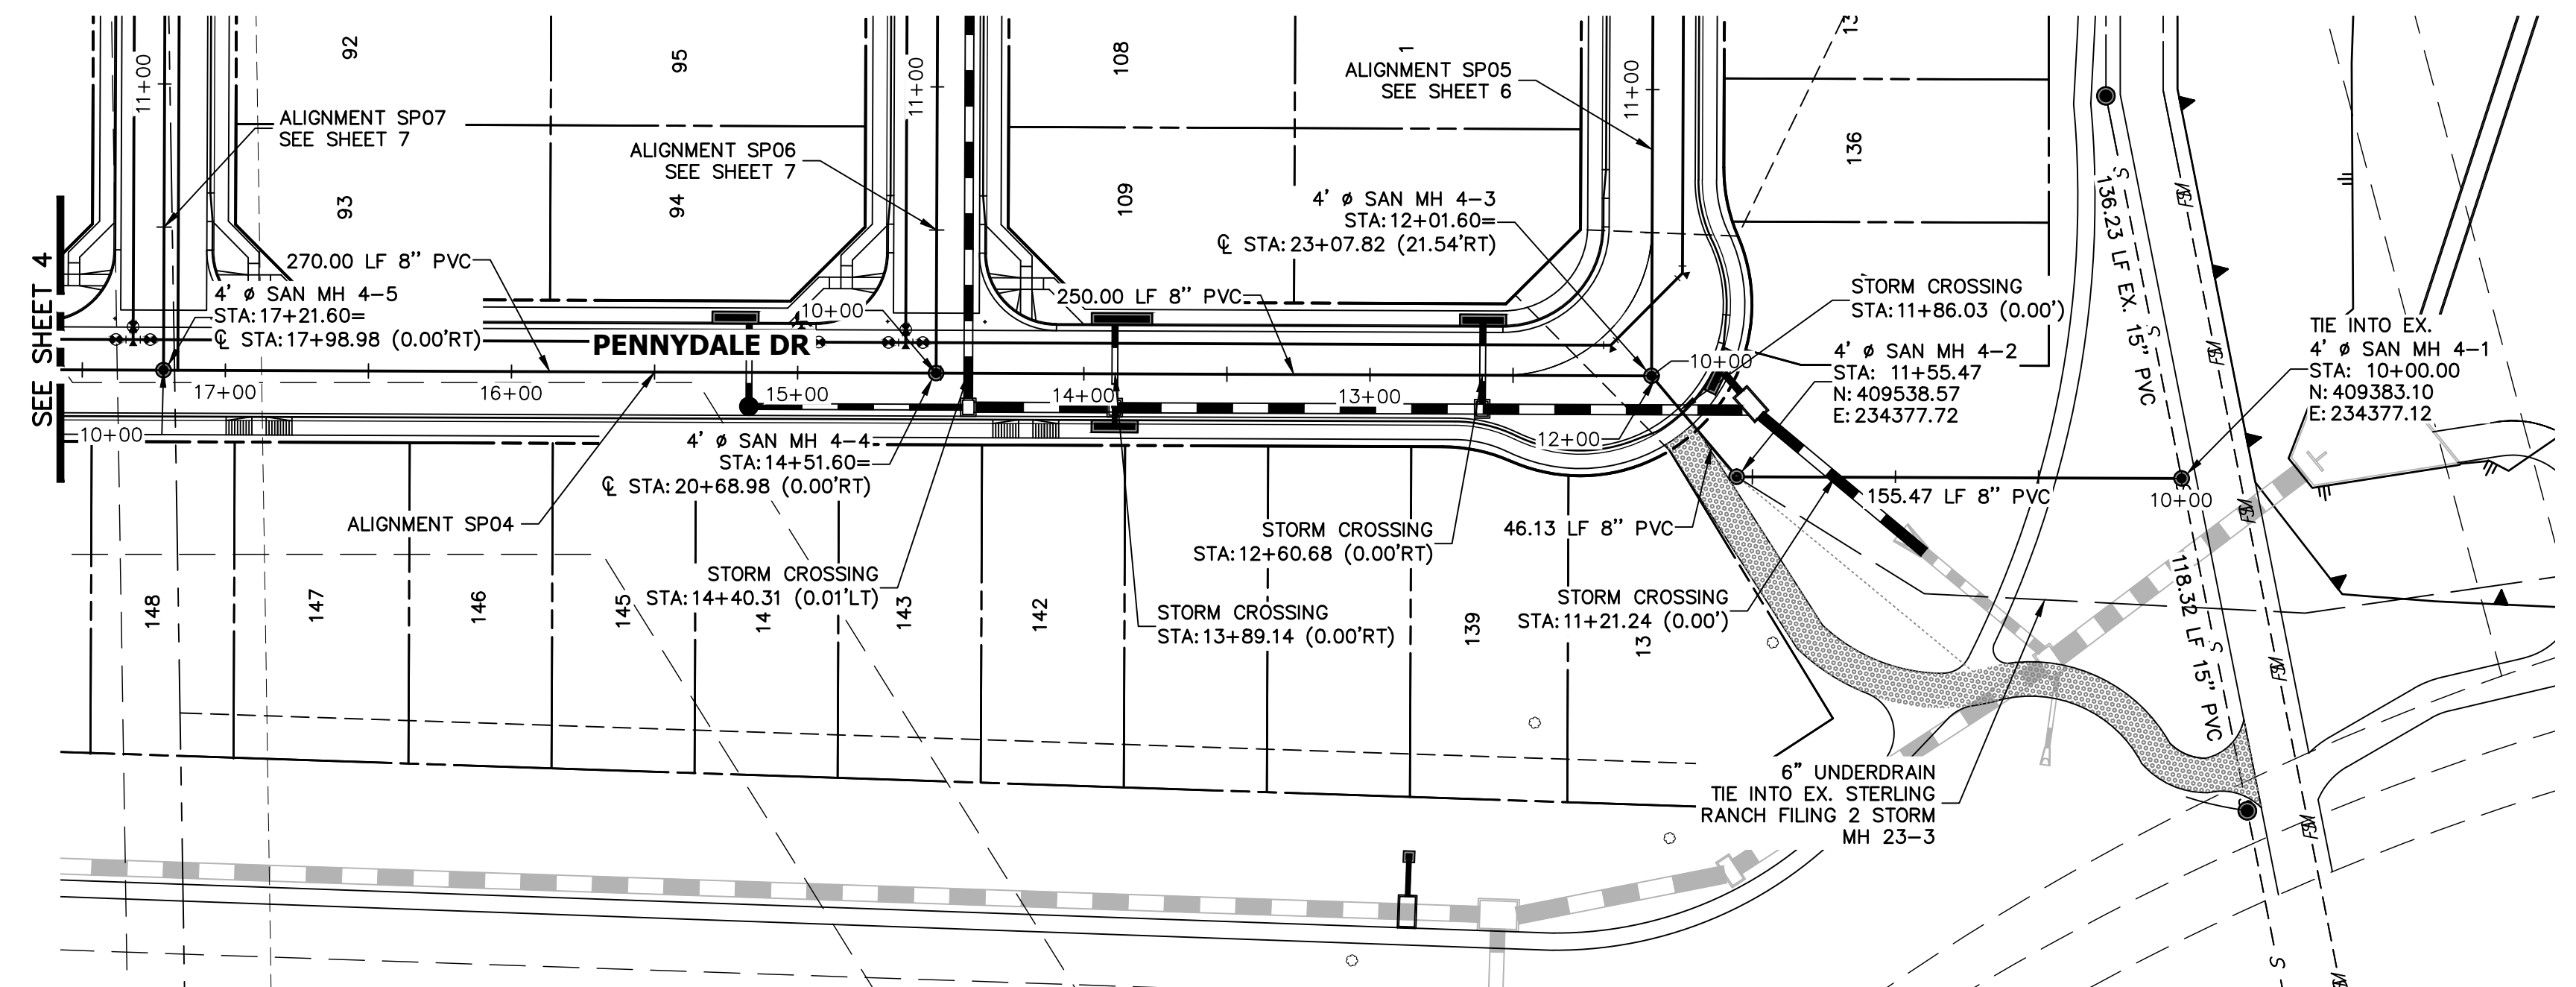 SEE SHEET 4
11+00
92
95
11+00
108
1
11+00
ALIGNMENT SP07
SEE SHEET 7
ALIGNMENT SP06
SEE SHEET 7
ALIGNMENT SP05
SEE SHEET 6
93
94
109
136
4' Ø SAN MH 4-3
STA:12+01.60=
℄ STA:23+07.82 (21.54'RT)
270.00 LF 8" PVC
4' Ø SAN MH 4-5
STA:17+21.60=
℄ STA:17+98.98 (0.00'RT)
10+00
PENNYDALE DR
250.00 LF 8" PVC
STORM CROSSING
STA:11+86.03 (0.00')
10+00
4' Ø SAN MH 4-2
STA: 11+55.47
N:409538.57
E:234377.72
TIE INTO EX.
4' Ø SAN MH 4-1
STA: 10+00.00
N:409383.10
E:234377.12
S
136.23 LF EX. 15" PVC
S
17+00
16+00
15+00
14+00
13+00
12+00
10+00
4' Ø SAN MH 4-4
STA:14+51.60=
℄ STA:20+68.98 (0.00'RT)
ALIGNMENT SP04
155.47 LF 8" PVC
10+00
46.13 LF 8" PVC
STORM CROSSING
STA:12+60.68 (0.00'RT)
STORM CROSSING
STA:14+40.31 (0.01'LT)
STORM CROSSING
STA:13+89.14 (0.00'RT)
STORM CROSSING
STA:11+21.24 (0.00')
148
147
146
145
14
143
142
139
13
118.32 LF 15" PVC
S
6" UNDERDRAIN
TIE INTO EX. STERLING
RANCH FILING 2 STORM
MH 23-3
S